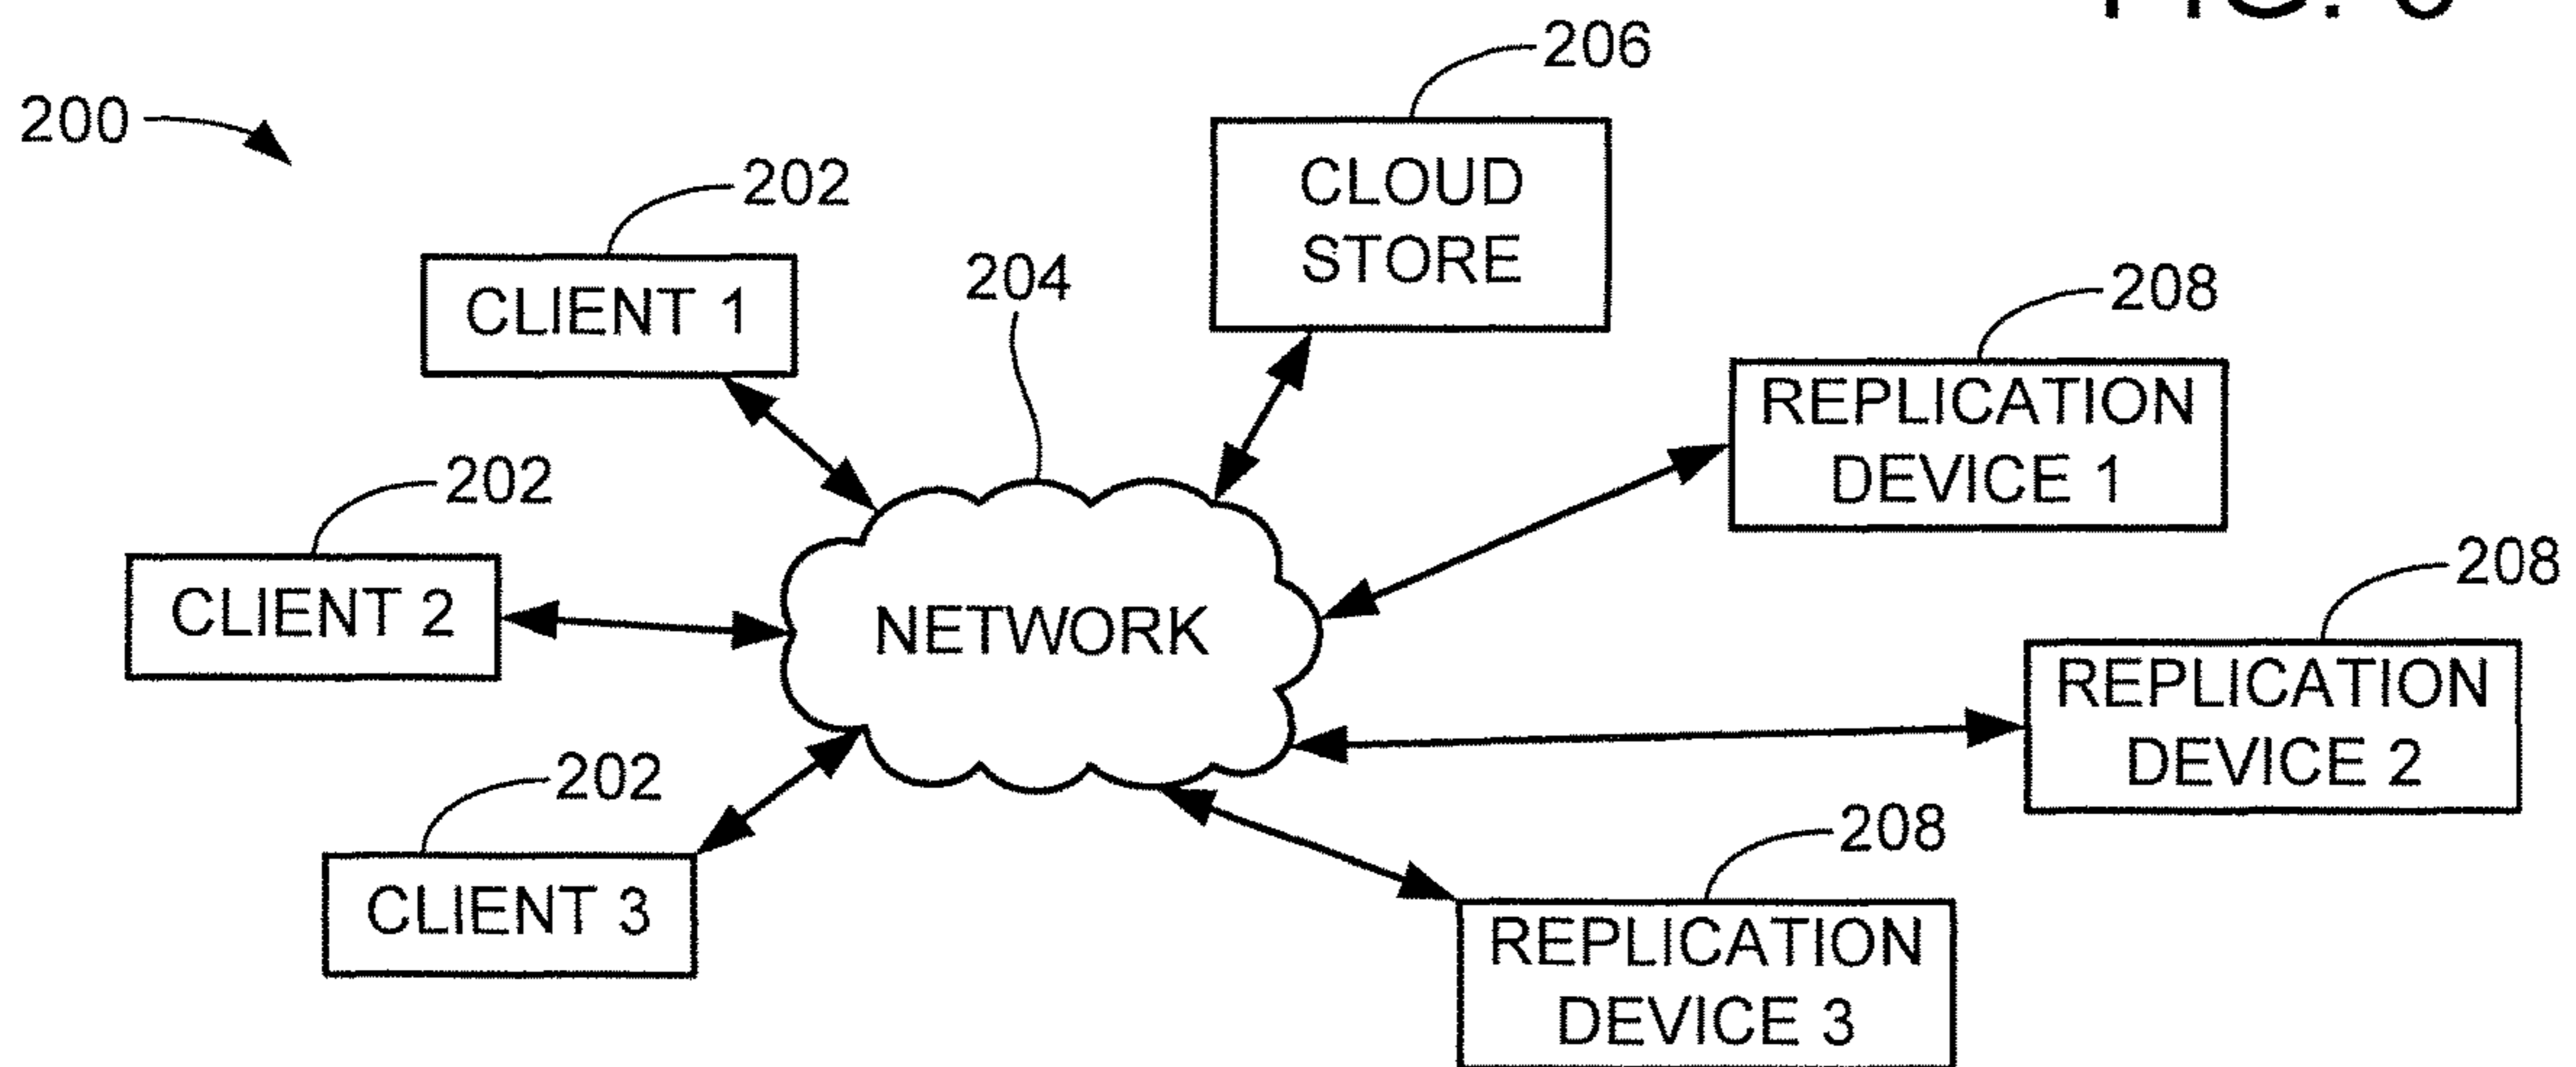 206
200
202
CLOUD
STORE
204
CLIENT 1
208
REPLICATION
DEVICE 1
202
CLIENT 2
NETWORK
208
REPLICATION
DEVICE 2
202
CLIENT 3
208
REPLICATION
DEVICE 3